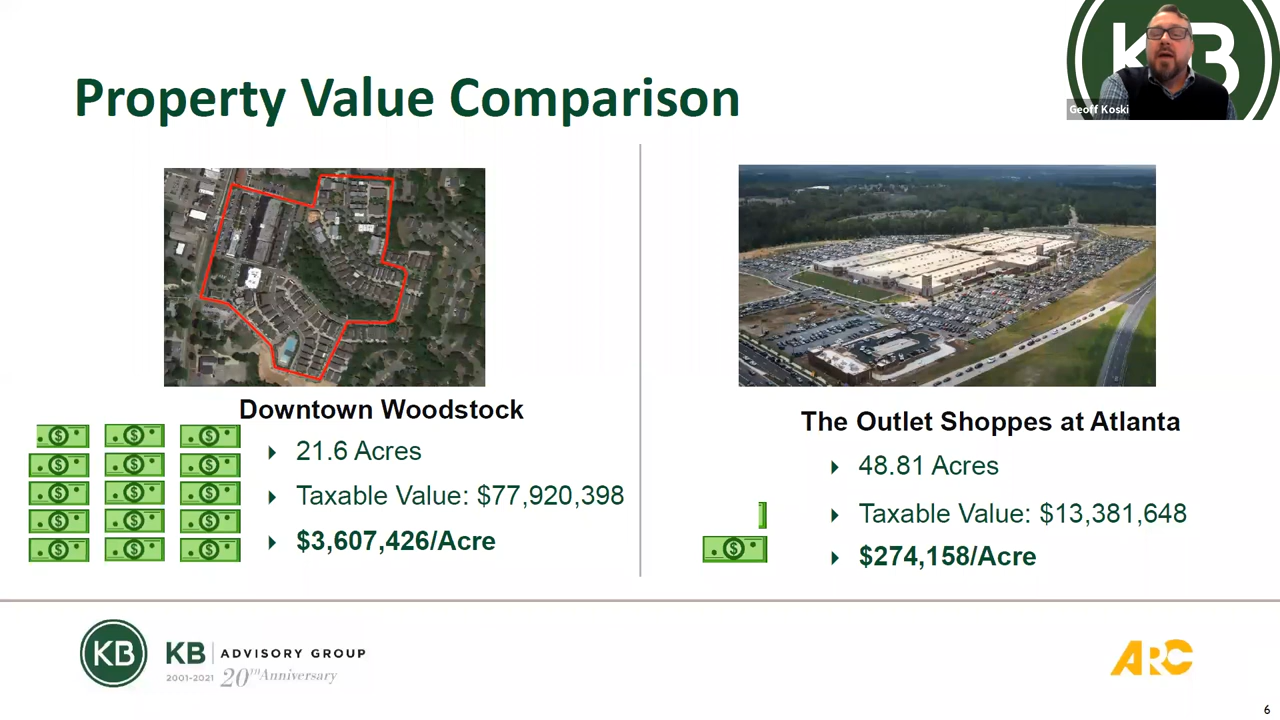 KB
Geoff Koski
Property Value Comparison
Downtown Woodstock
21.6 Acres
Taxable Value: $77,920,398
$3,607,426/Acre
The Outlet Shoppes at Atlanta
48.81 Acres
Taxable Value: $13,381,648
$274,158/Acre
KB
KB ADVISORY GROUP
2001-2021 20th Anniversary
ARC
6